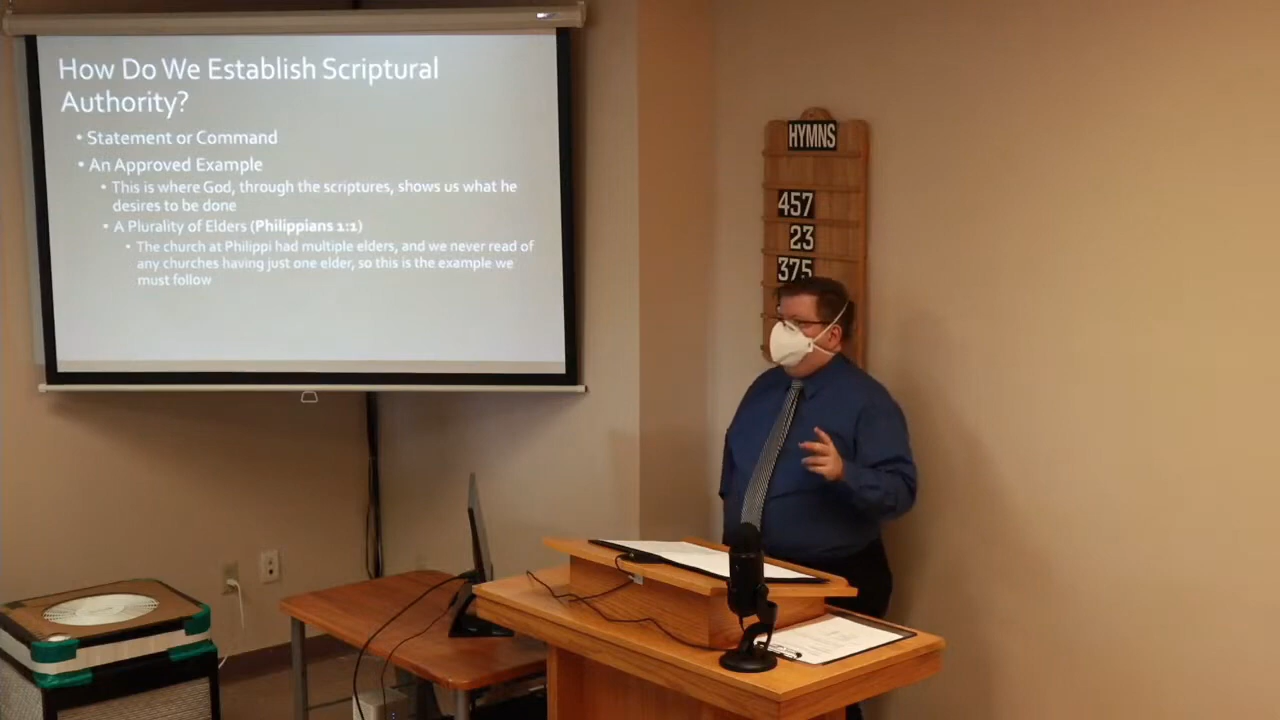 How Do We Establish Scriptural
Authority?
• Statement or Command
• An Approved Example
• This is where God, through the scriptures, shows us what he
desires to be done
• A Plurality of Elders (Philippians 1:1)
• The church at Philippi had multiple elders, and we never read of
any churches having just one elder, so this is the example we
must follow
HYMNS
457
23
375